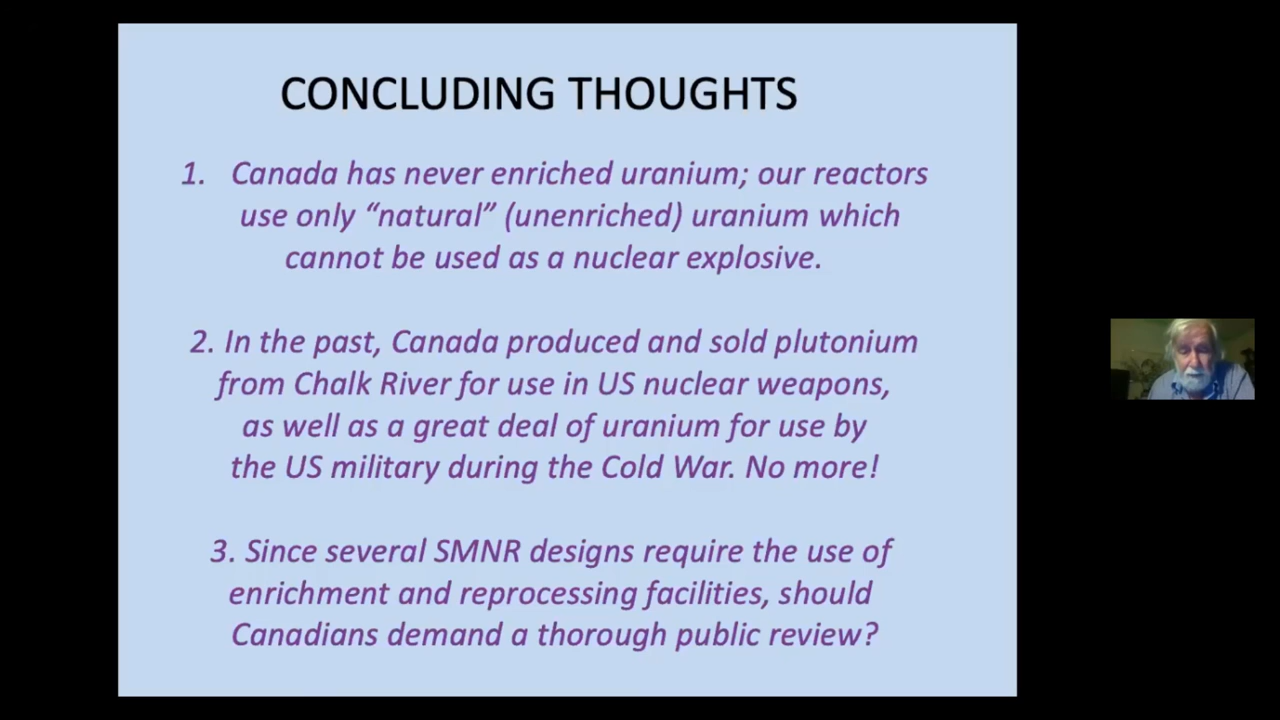 CONCLUDING THOUGHTS
1. Canada has never enriched uranium; our reactors
use only “natural” (unenriched) uranium which
cannot be used as a nuclear explosive.
2. In the past, Canada produced and sold plutonium
from Chalk River for use in US nuclear weapons,
as well as a great deal of uranium for use by
the US military during the Cold War. No more!
3. Since several SMNR designs require the use of
enrichment and reprocessing facilities, should
Canadians demand a thorough public review?